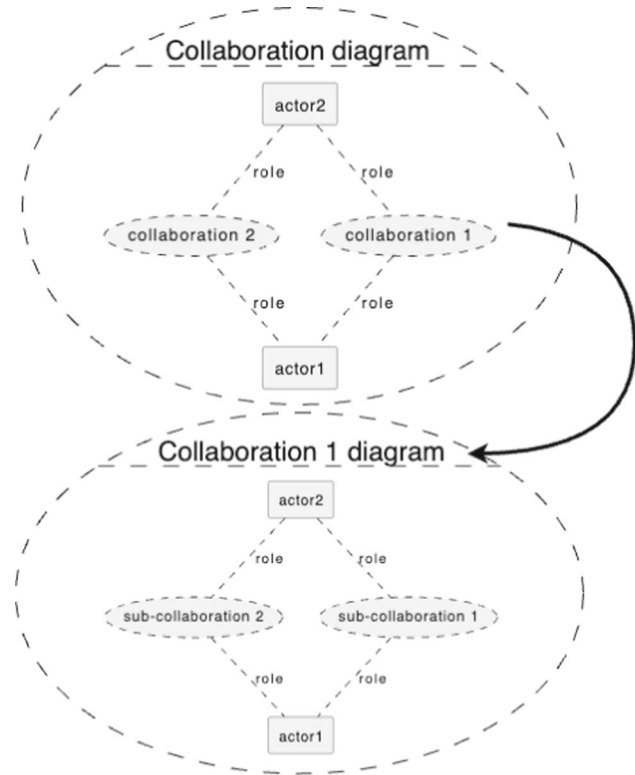 Collaboration diagram
actor2
role role
collaboration 2 collaboration 1
role role
actor1
Collaboration 1 diagram
actor2
role role
sub-collaboration 2 sub-collaboration 1
role role
actor1